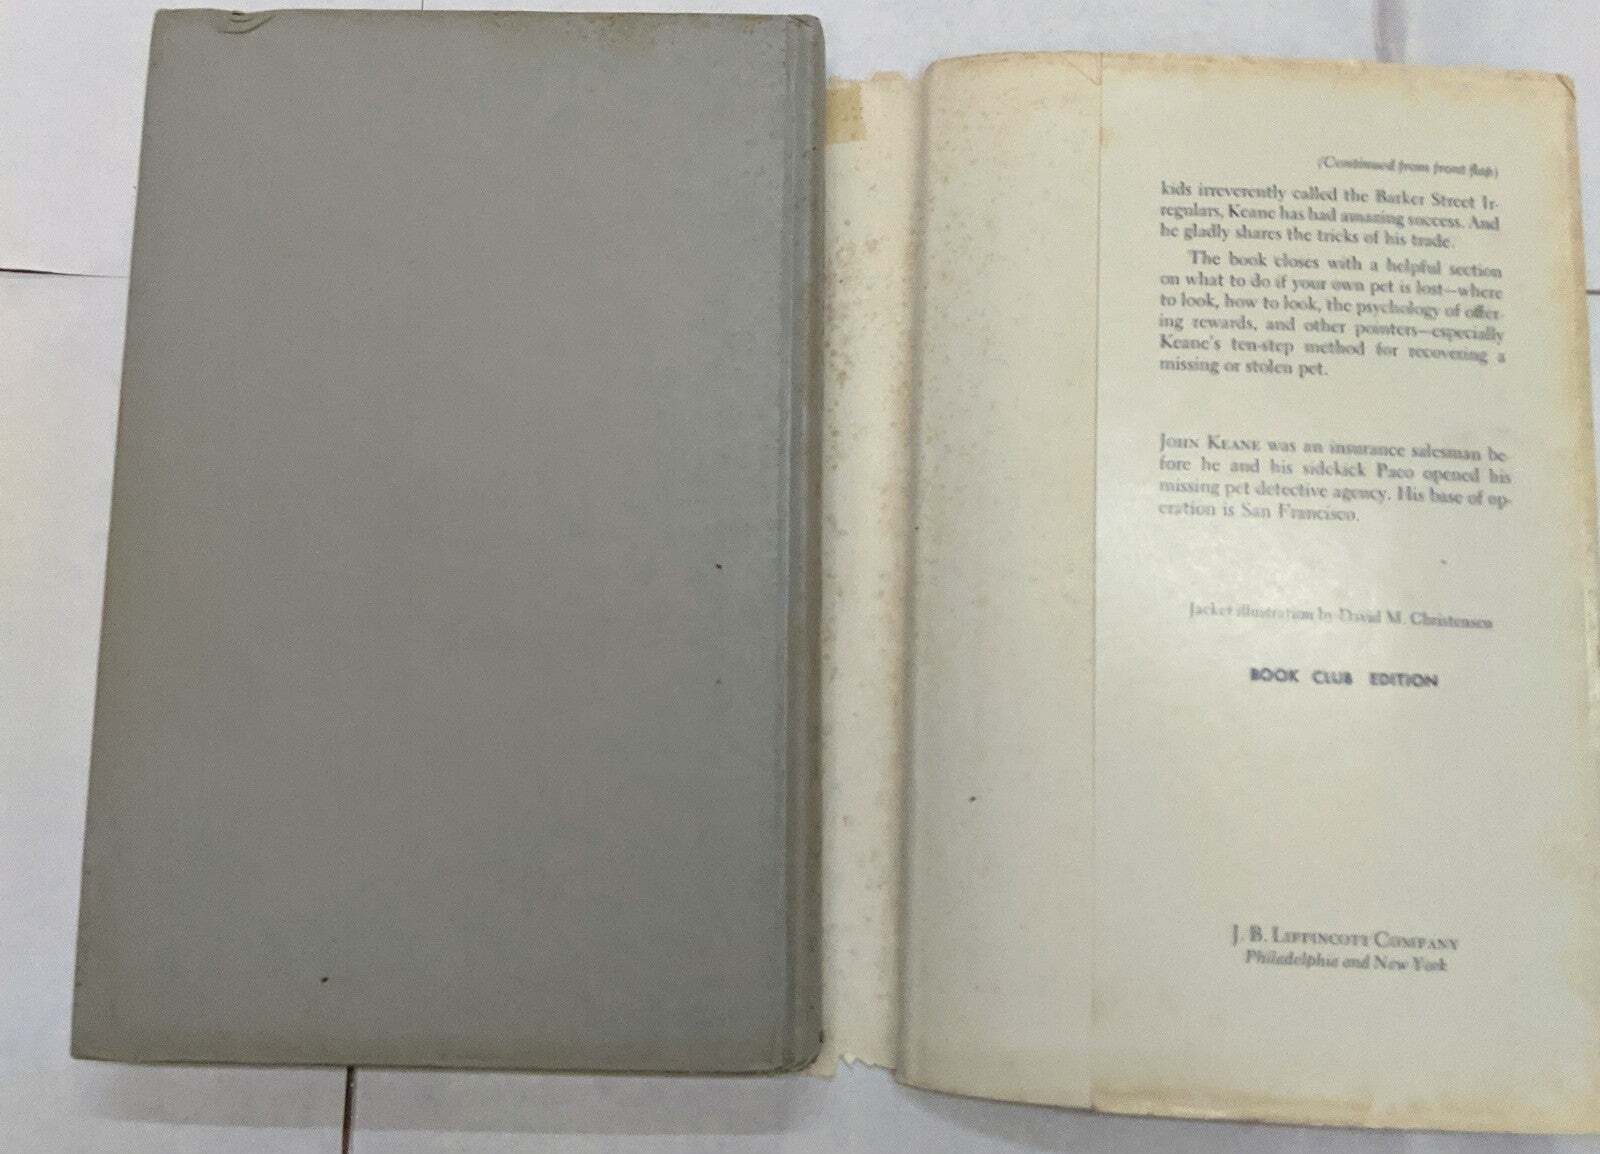 (Continued from front flap)
kids irreverently called the Barker Street Ir-
regulars, Keane has had amazing success. And
he gladly shares the tricks of his trade.
The book closes with a helpful section
on what to do if your own pet is lost—where
to look, how to look, the psychology of offer-
ing rewards, and other pointers—especially
Keane's ten-step method for recovering a
missing or stolen pet.
JOHN KEANE was an insurance salesman be-
fore he and his sidekick Paco opened his
missing pet detective agency. His base of op-
eration is San Francisco.
Jacket illustration by David M. Christensen
BOOK CLUB EDITION
J. B. LIPPINCOTT COMPANY
Philadelphia and New York